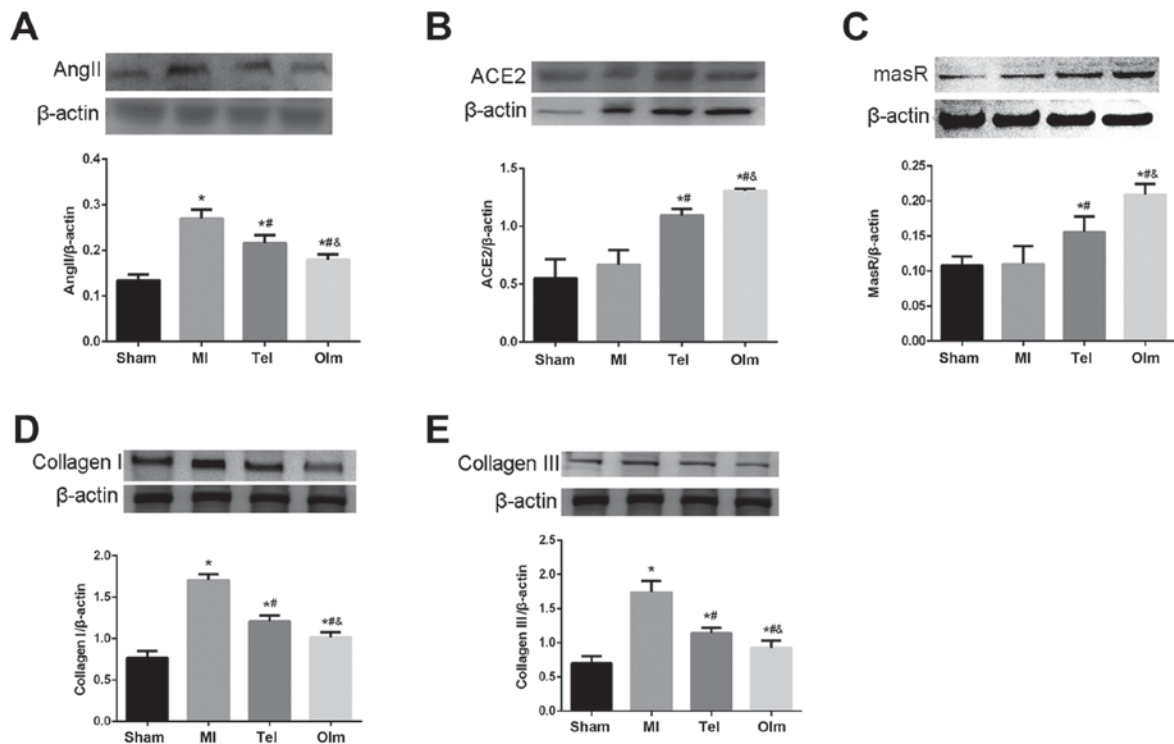 A
AngII
β-actin
AngII/β-actin
0.4
0.3
0.2
0.1
0.0
*
*#
*#&
Sham MI Tel Olm
B
ACE2
β-actin
ACE2/β-actin
1.5
1.0
0.5
0.0
*#
*#&
Sham MI Tel Olm
C
masR
β-actin
MasR/β-actin
0.25
0.20
0.15
0.10
0.05
0.00
*#
*#&
Sham MI Tel Olm
D
Collagen I
β-actin
Collagen I/β-actin
2.0
1.5
1.0
0.5
0.0
*
*#
*#&
Sham MI Tel Olm
E
Collagen III
β-actin
Collagen III/β-actin
2.5
2.0
1.5
1.0
0.5
0.0
*
*#
*#&
Sham MI Tel Olm